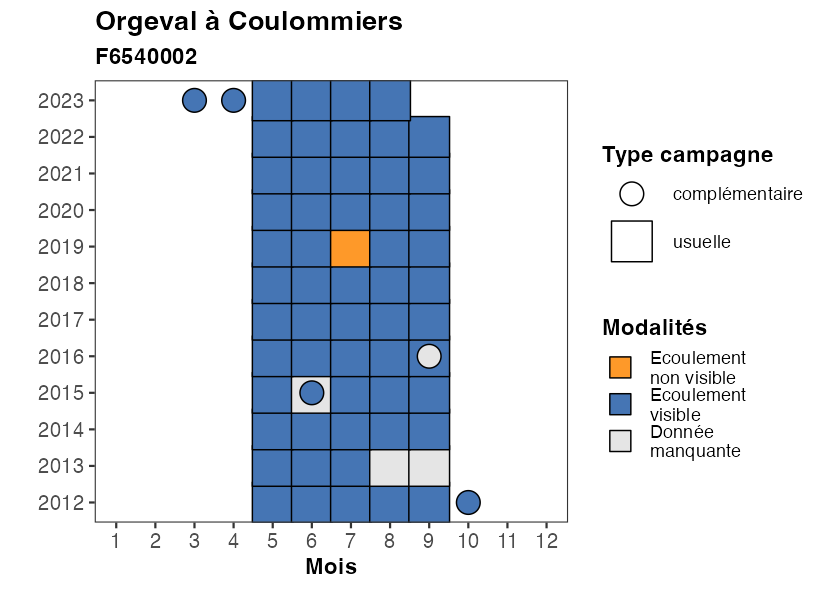 Orgeval à Coulommiers
F6540002
2023
2022
2021
2020
2019
2018
2017
2016
2015
2014
2013
2012
1 2 3 4 5 6 7 8 9 10 11 12
Mois
Type campagne
complémentaire
usuelle
Modalités
Ecoulement
non visible
Ecoulement
visible
Donnée
manquante